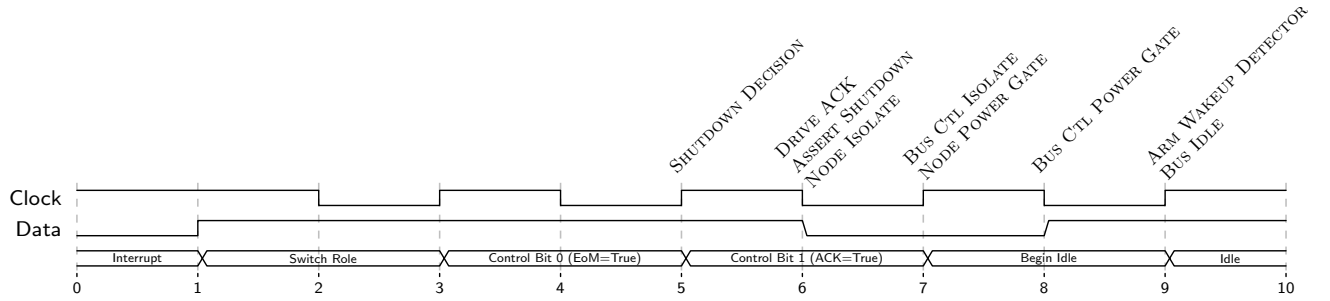 SHUTDOWN DECISION
DRIVE ACK
ASSERT SHUTDOWN
NODE ISOLATE
BUS CTL ISOLATE
NODE POWER GATE
BUS CTL POWER GATE
ARM WAKEUP DETECTOR
BUS IDLE
Clock
Data
Interrupt Switch Role Control Bit 0 (EoM=True) Control Bit 1 (ACK=True) Begin Idle Idle
0 1 2 3 4 5 6 7 8 9 10